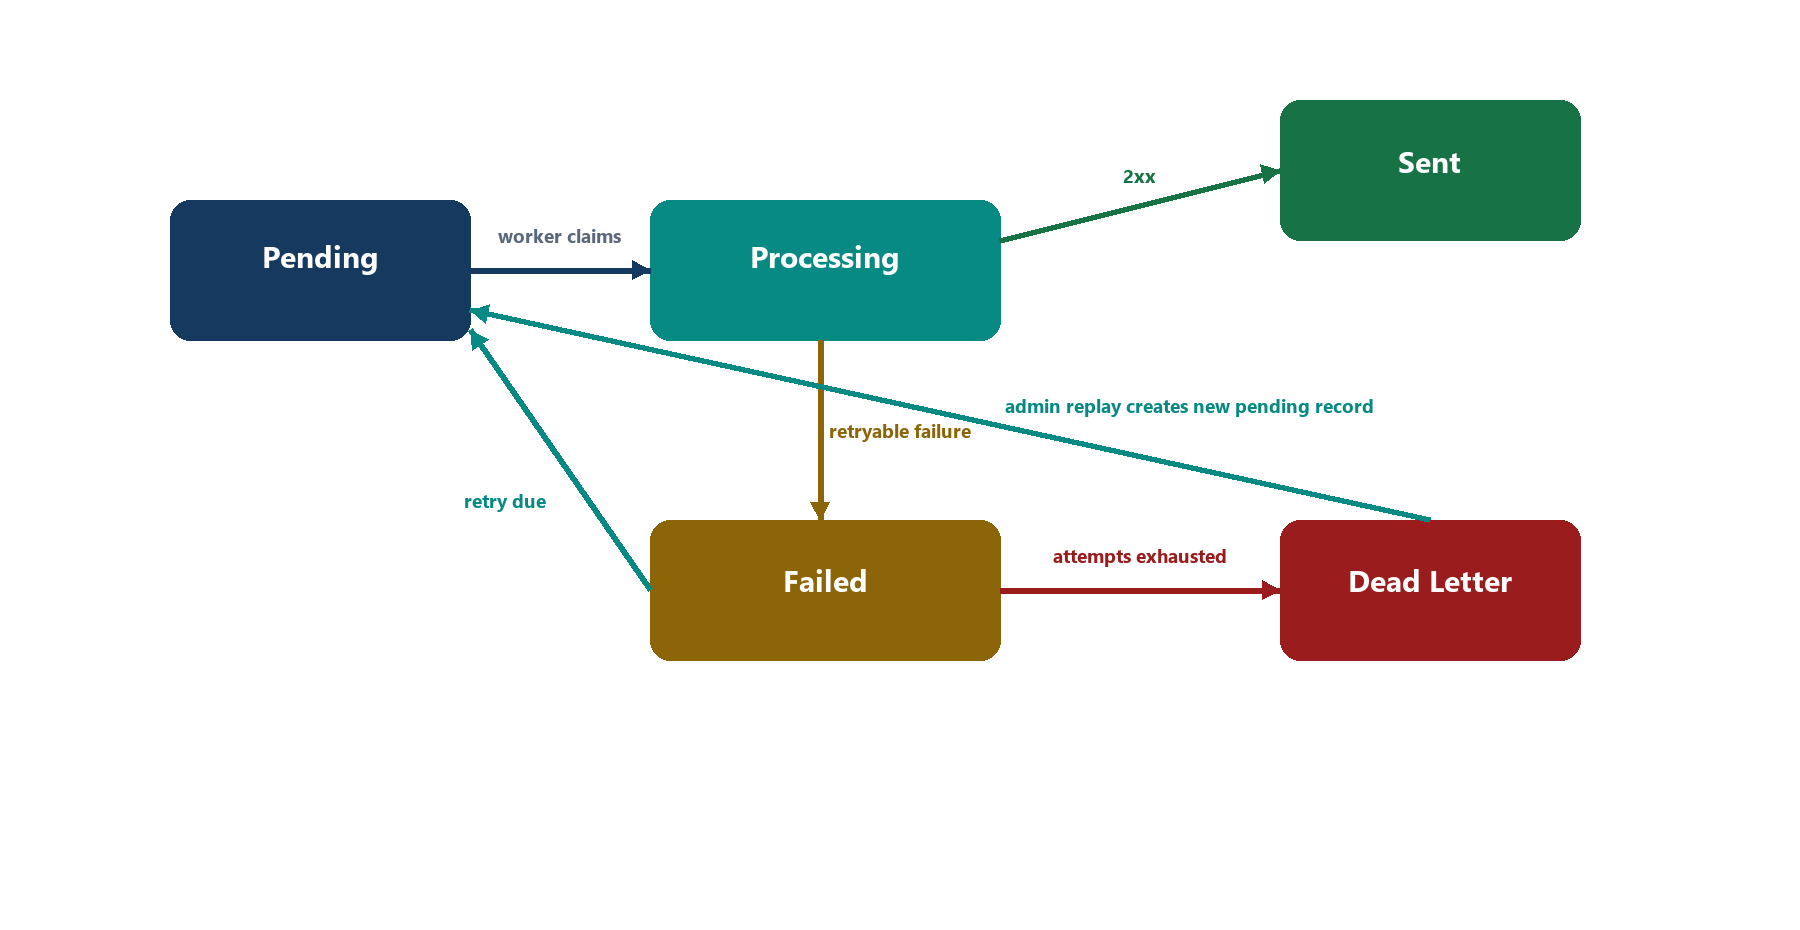 Sent
2xx
Pending
worker claims
Processing
admin replay creates new pending record
retryable failure
retry due
Failed
attempts exhausted
Dead Letter